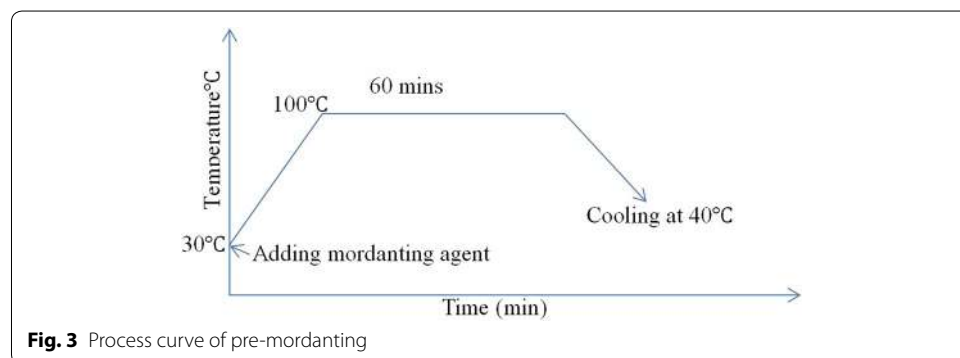 Temperature°C
60 mins
100°C
Cooling at 40°C
30°C
Adding mordanting agent
Time (min)
Fig. 3 Process curve of pre-mordanting